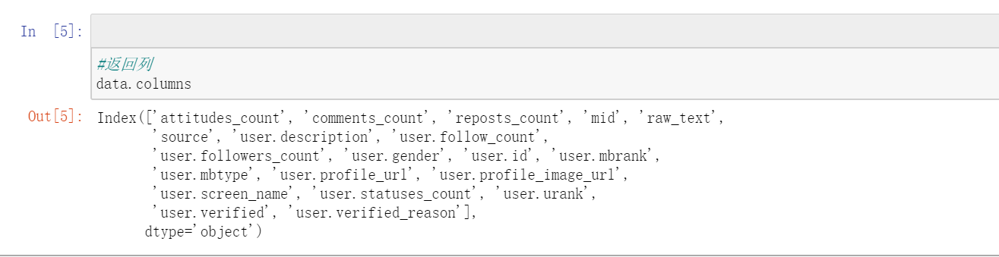 In [5]:
#返回列
data.columns
Out[5]: Index(['attitudes_count', 'comments_count', 'reposts_count', 'mid', 'raw_text',
'source', 'user.description', 'user.follow_count',
'user.followers_count', 'user.gender', 'user.id', 'user.mbrank',
'user.mbtype', 'user.profile_url', 'user.profile_image_url',
'user.screen_name', 'user.statuses_count', 'user.urank',
'user.verified', 'user.verified_reason'],
dtype='object')